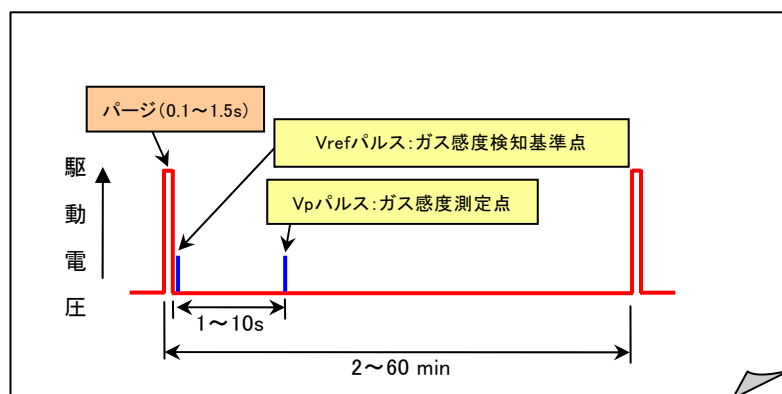 パージ(0.1～1.5s)
Vrefパルス:ガス感度検知基準点
Vpパルス:ガス感度測定点
駆動電圧
1～10s
2～60 min